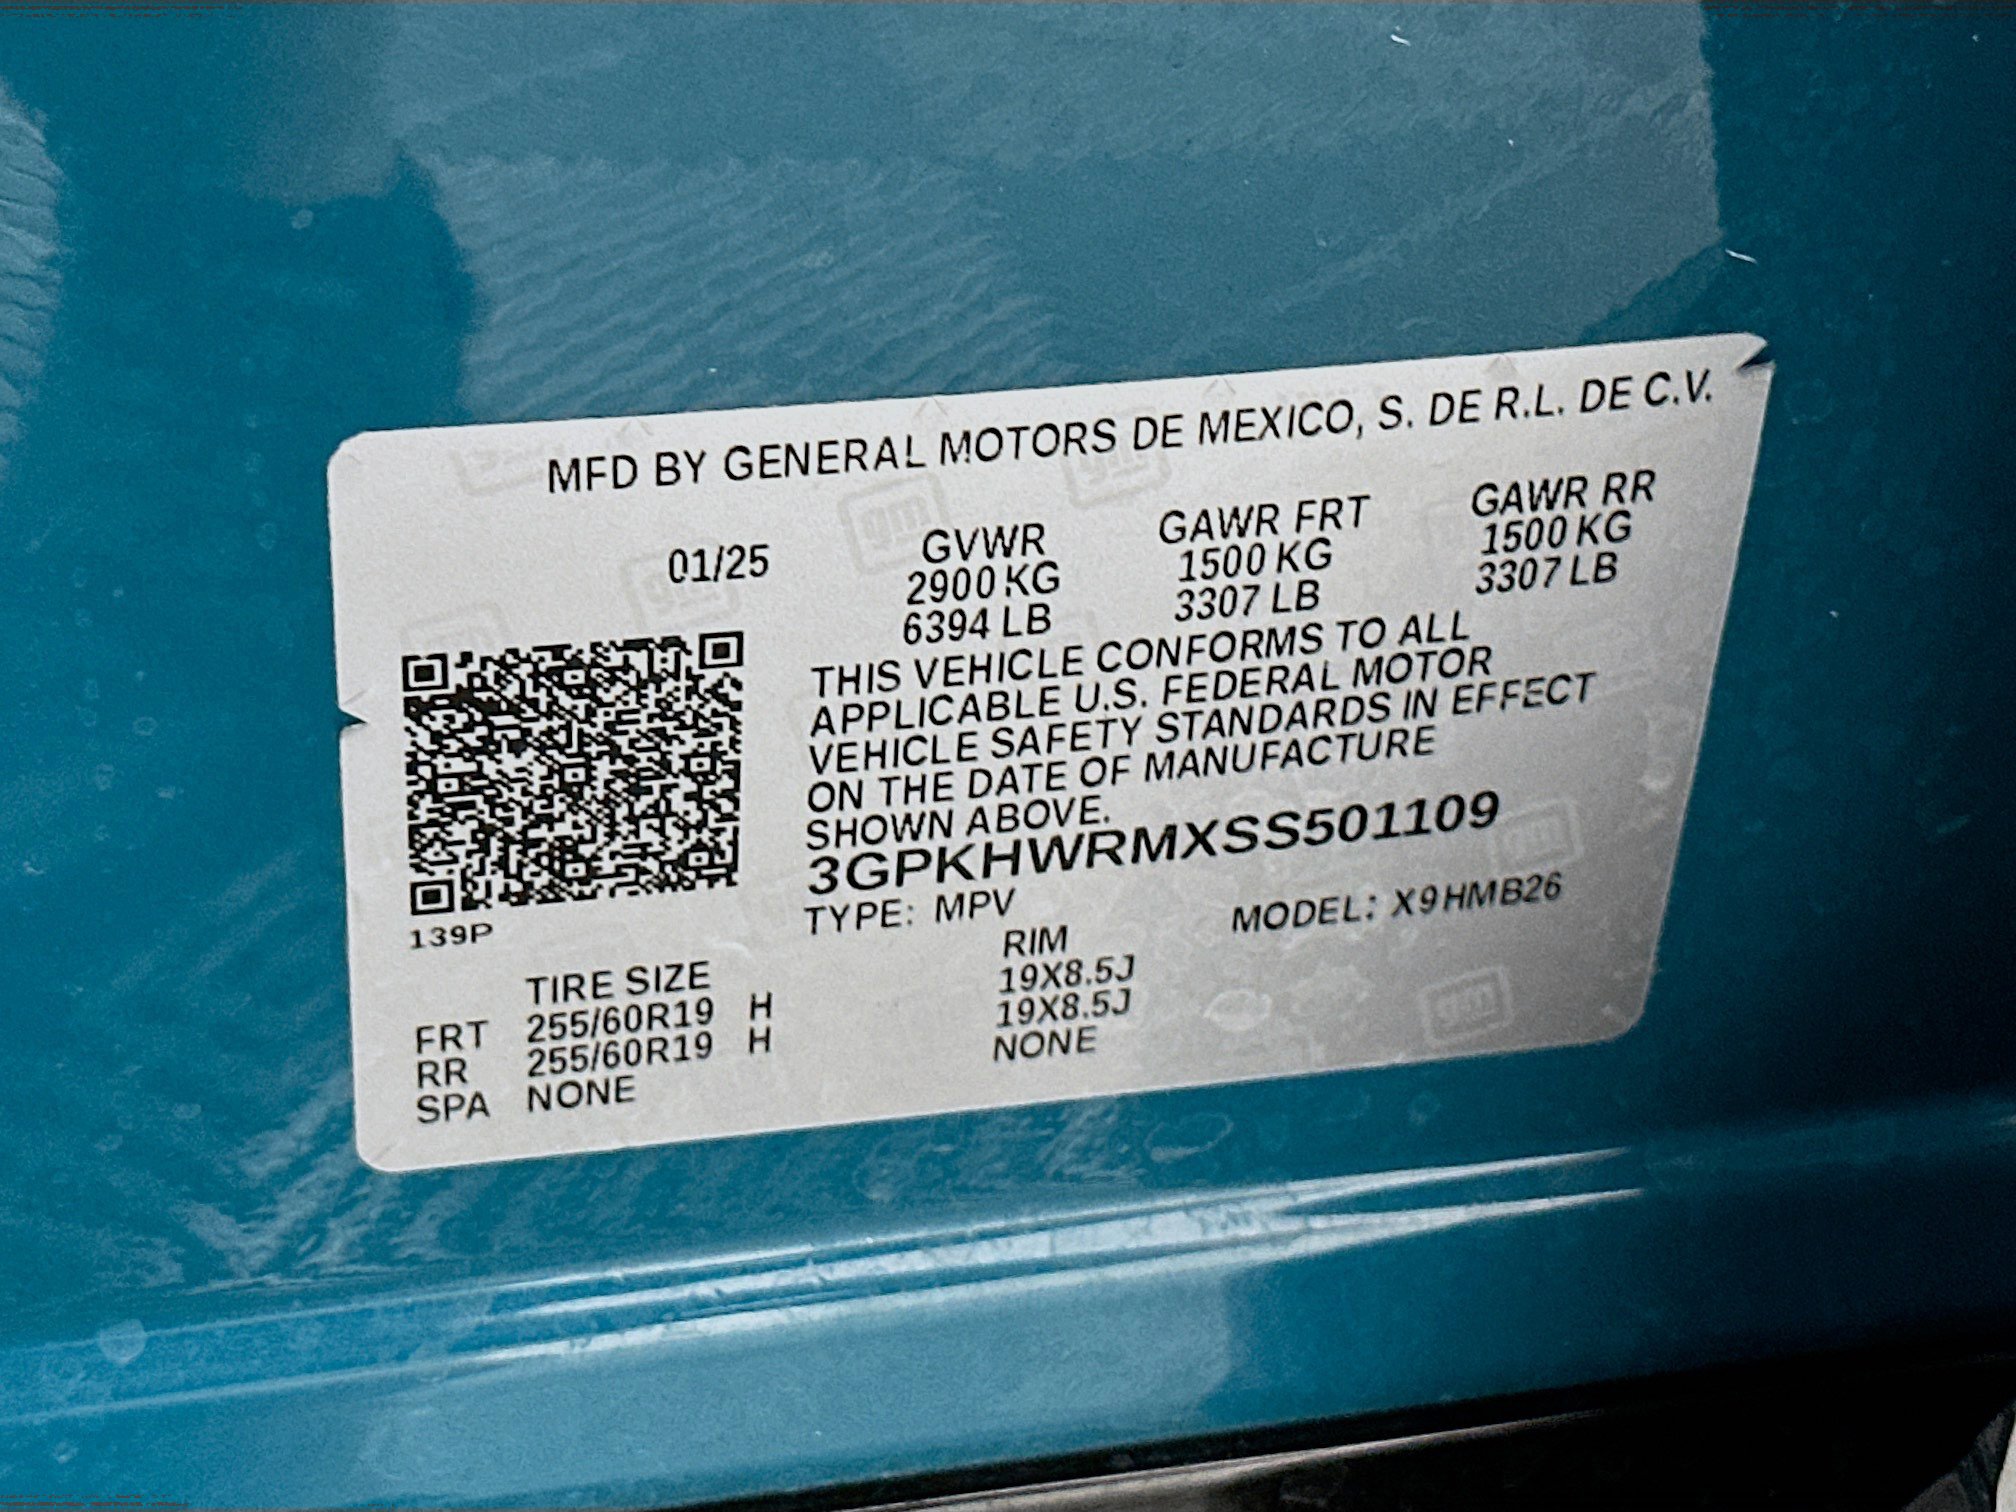 MFD BY GENERAL MOTORS DE MEXICO, S. DE R.L. DE C.V.
01/25 GVWR GAWR FRT GAWR RR
2900 KG 1500 KG 1500 KG
6394 LB 3307 LB 3307 LB
THIS VEHICLE CONFORMS TO ALL
APPLICABLE U.S. FEDERAL MOTOR
VEHICLE SAFETY STANDARDS IN EFFECT
ON THE DATE OF MANUFACTURE
SHOWN ABOVE.
3GPKHWRMXSS501109
TYPE: MPV MODEL: X9HMB26
139P
TIRE SIZE RIM
FRT 255/60R19 H 19X8.5J
RR 255/60R19 H 19X8.5J
SPA NONE NONE